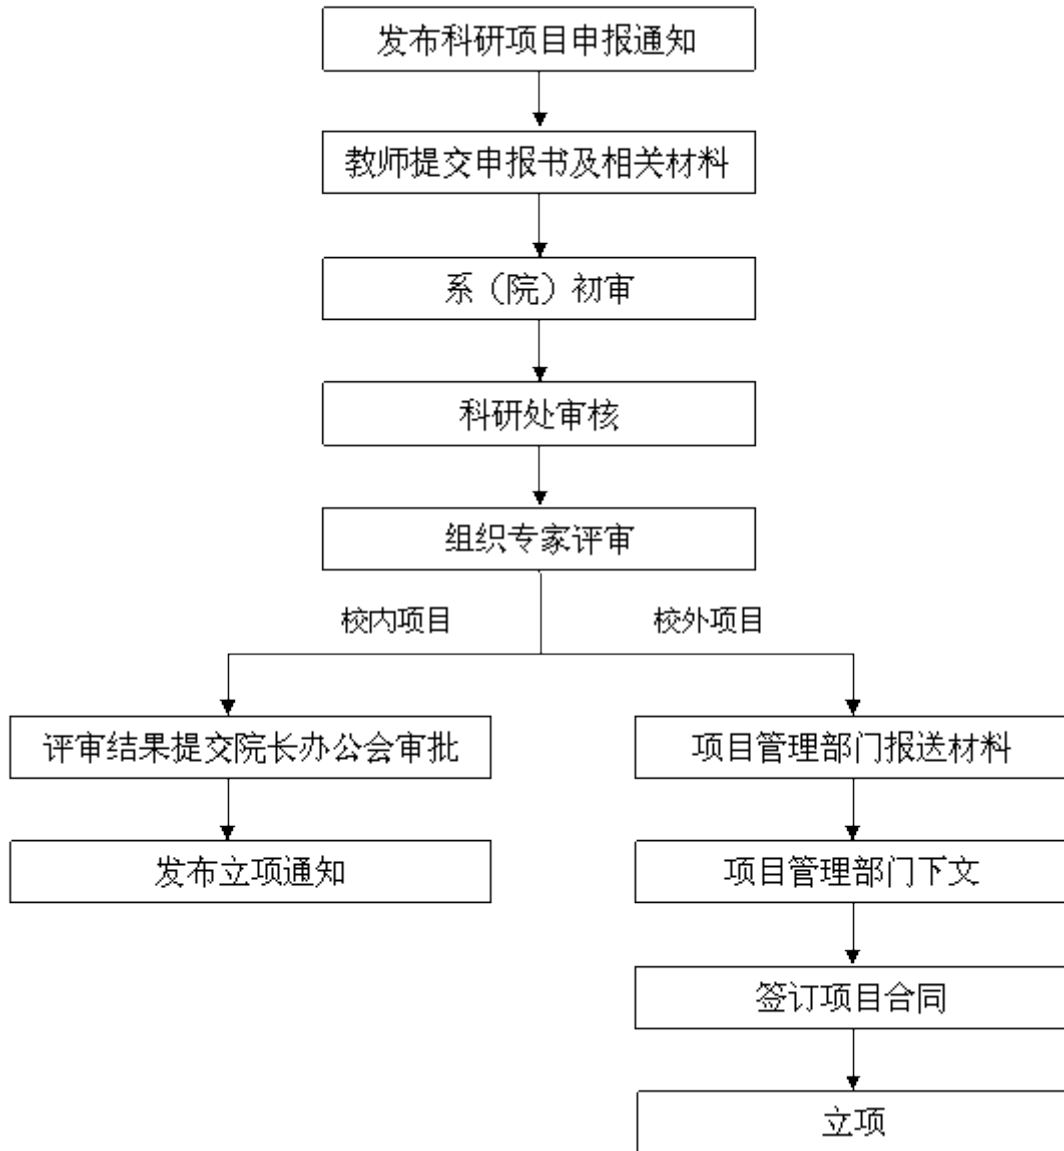 发布科研项目申报通知
教师提交申报书及相关材料
系（院）初审
科研处审核
组织专家评审
校内项目
校外项目
评审结果提交院长办公会审批
项目管理部门报送材料
发布立项通知
项目管理部门下文
签订项目合同
立项